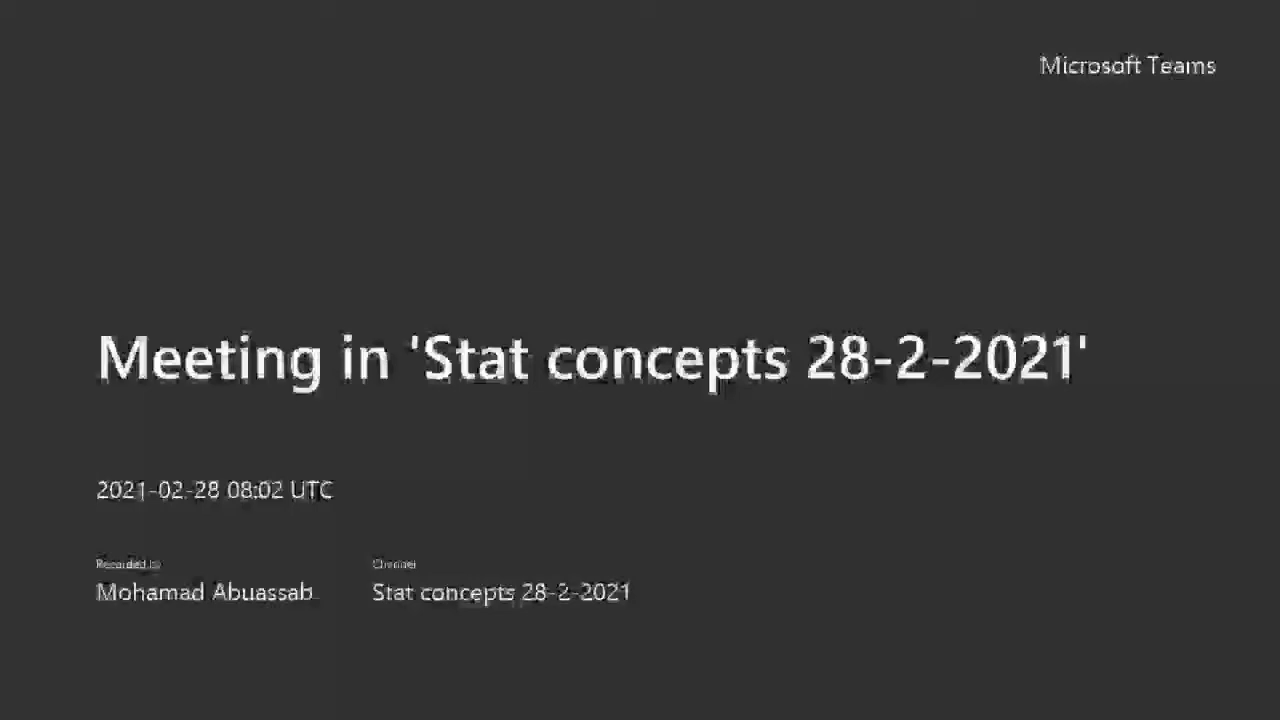 Microsoft Teams
Meeting in 'Stat concepts 28-2-2021'
2021-02-28 08:02 UTC
Recorded by
Channel
Mohamad Abuassab
Stat concepts 28-2-2021